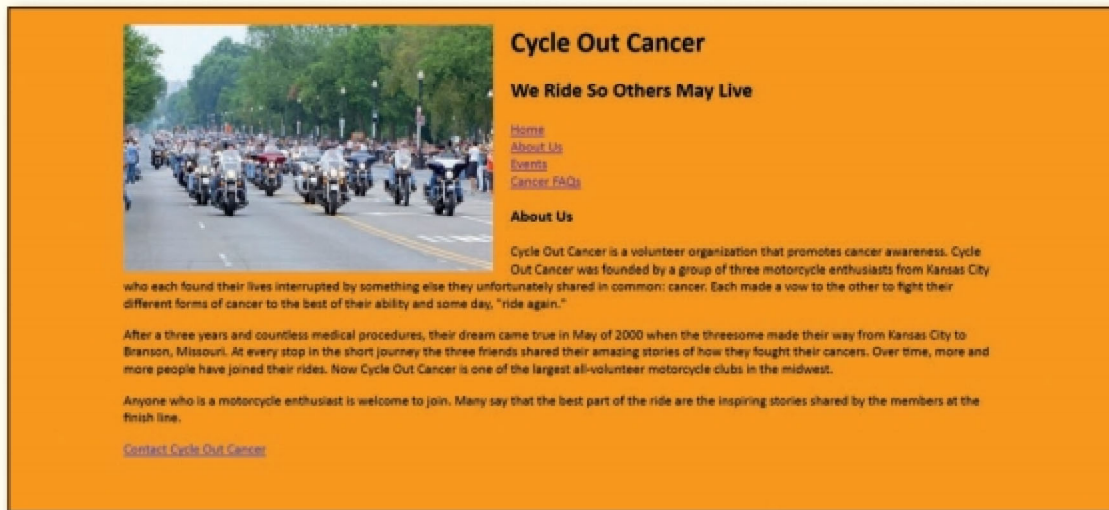 Cycle Out Cancer
We Ride So Others May Live
Home
About Us
Events
Cancer FAQs
About Us
Cycle Out Cancer is a volunteer organization that promotes cancer awareness. Cycle
Out Cancer was founded by a group of three motorcycle enthusiasts from Kansas City
who each found their lives interrupted by something else they unfortunately shared in common: cancer. Each made a vow to the other to fight their
different forms of cancer to the best of their ability and some day, "ride again."
After a three years and countless medical procedures, their dream came true in May of 2000 when the threesome made their way from Kansas City to
Branson, Missouri. At every stop in the short journey the three friends shared their amazing stories of how they fought their cancers. Over time, more and
more people have joined their rides. Now Cycle Out Cancer is one of the largest all-volunteer motorcycle clubs in the midwest.
Anyone who is a motorcycle enthusiast is welcome to join. Many say that the best part of the ride are the inspiring stories shared by the members at the
finish line.
Contact Cycle Out Cancer